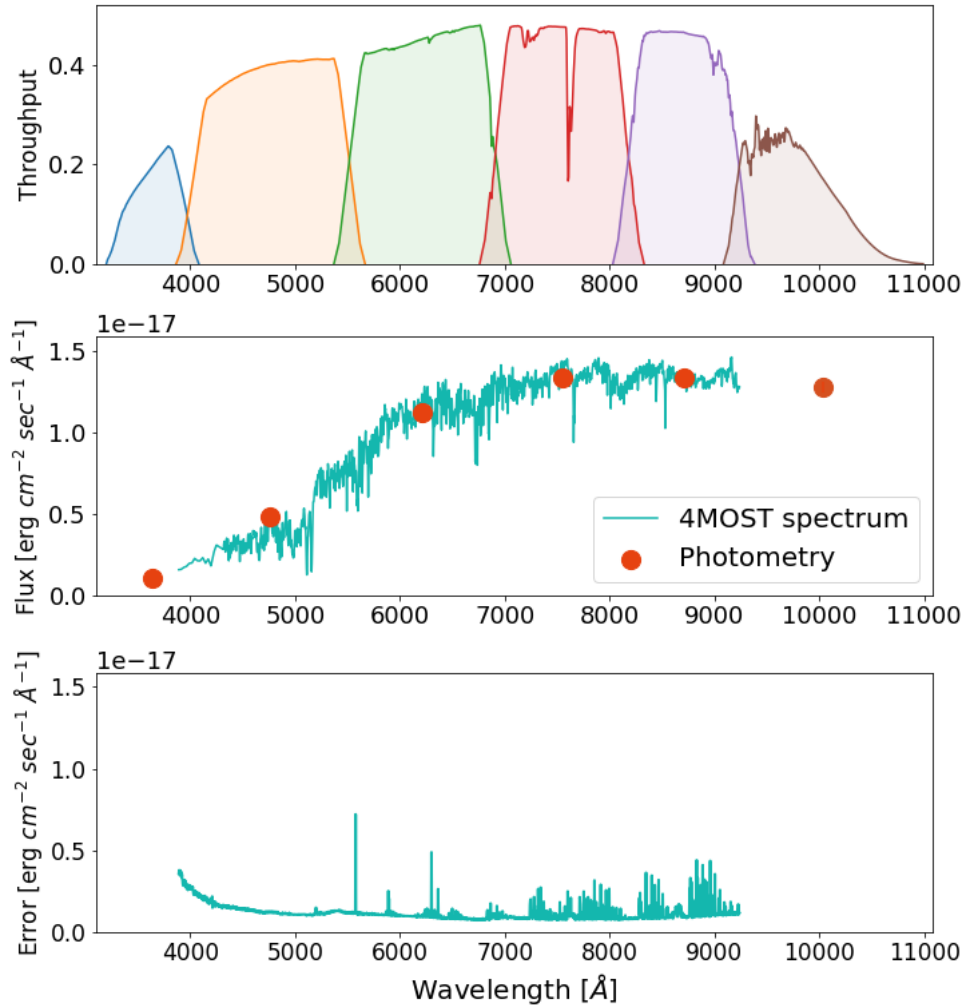 Throughput
0.4
0.2
0.0
4000 5000 6000 7000 8000 9000 10000 11000
1e−17
Flux [erg cm⁻² sec⁻¹ Å⁻¹]
1.5
1.0
0.5
0.0
4MOST spectrum
Photometry
4000 5000 6000 7000 8000 9000 10000 11000
1e−17
Error [erg cm⁻² sec⁻¹ Å⁻¹]
1.5
1.0
0.5
0.0
4000 5000 6000 7000 8000 9000 10000 11000
Wavelength [Å]